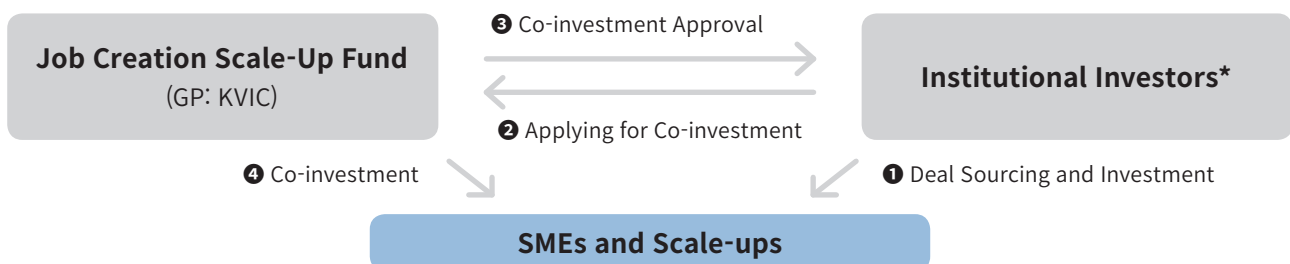 ❸ Co-investment Approval
Job Creation Scale-Up Fund
(GP: KVIC)
Institutional Investors*
❷ Applying for Co-investment
❹ Co-investment
❶ Deal Sourcing and Investment
SMEs and Scale-ups